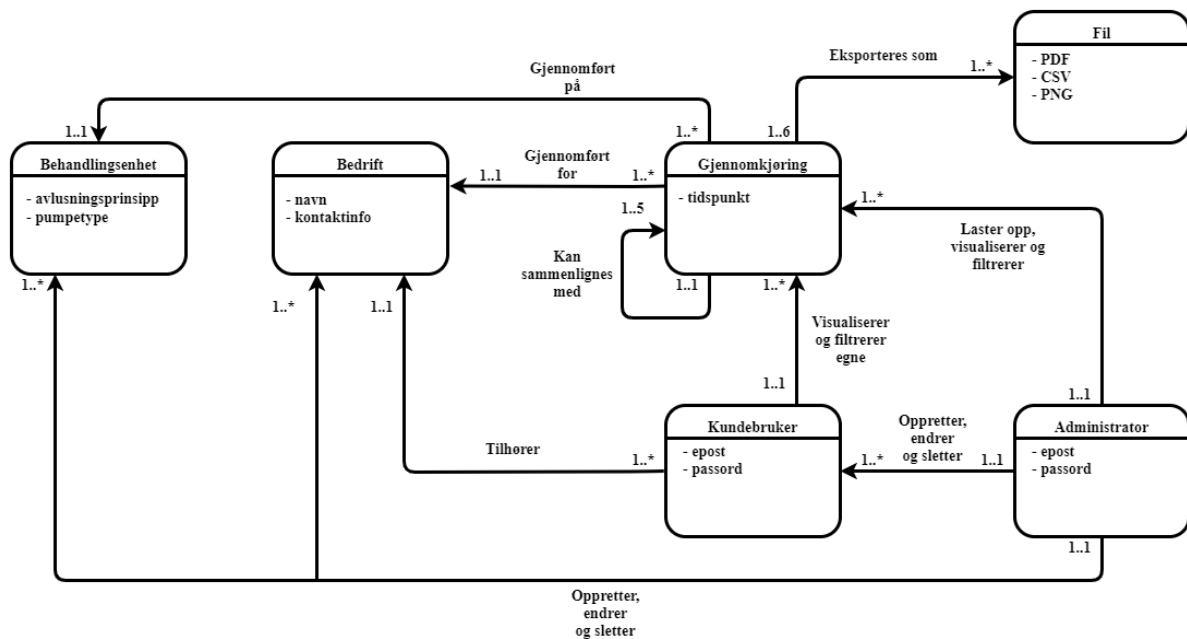 Fil
- PDF
- CSV
- PNG
Eksporteres som
1..*
1..6
Gjennomført
på
1..1
1..*
Behandlingsenhet
- avlusningsprinsipp
- pumpetype
1..*
Bedrift
- navn
- kontaktinfo
1..*
1..1
Gjennomført
for
1..1
1..*
Gjennomkjøring
- tidspunkt
1..5
Kan
sammenlignes
med
1..1
1..*
1..*
Laster opp,
visualiserer og
filtrerer
1..1
Visualiserer
og filtrerer
egne
1..1
Kundebruker
- epost
- passord
Tilhører
1..*
Oppretter,
endrer
og sletter
1..*
1..1
Administrator
- epost
- passord
1..1
Oppretter,
endrer
og sletter